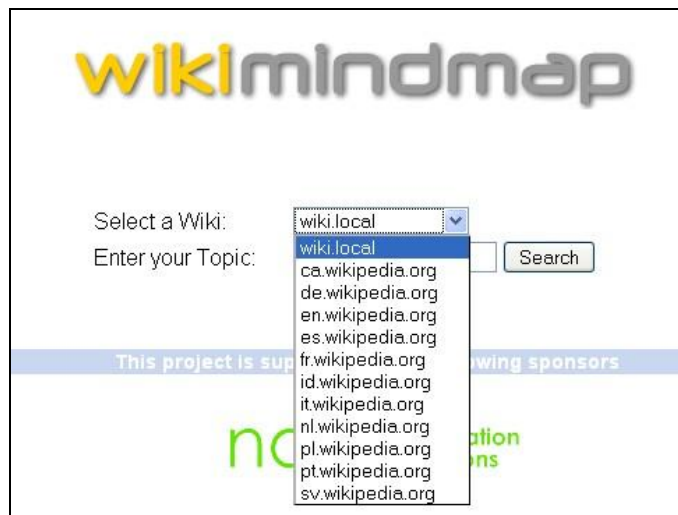 wikimindmap
Select a Wiki: wiki.local
wiki.local
Enter your Topic: Search
ca.wikipedia.org
de.wikipedia.org
en.wikipedia.org
es.wikipedia.org
This project is sup wing sponsors
fr.wikipedia.org
id.wikipedia.org
it.wikipedia.org
nl.wikipedia.org
pl.wikipedia.org
pt.wikipedia.org
sv.wikipedia.org